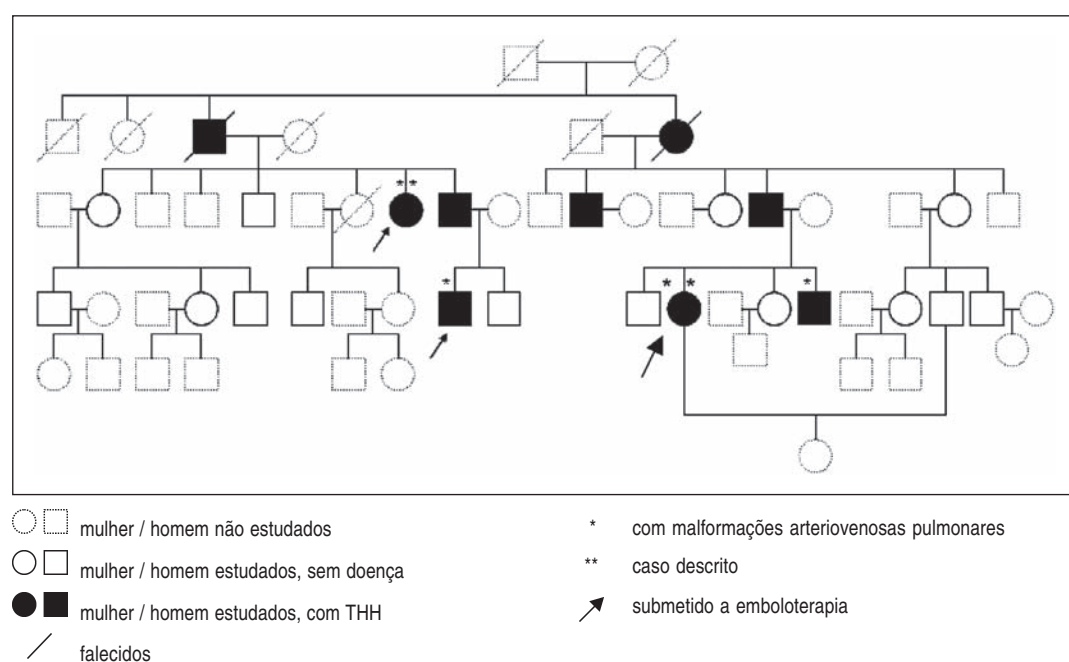 * *
*
* *
*
mulher / homem não estudados
mulher / homem estudados, sem doença
mulher / homem estudados, com THH
falecidos
* com malformações arteriovenosas pulmonares
** caso descrito
submetido a emboloterapia